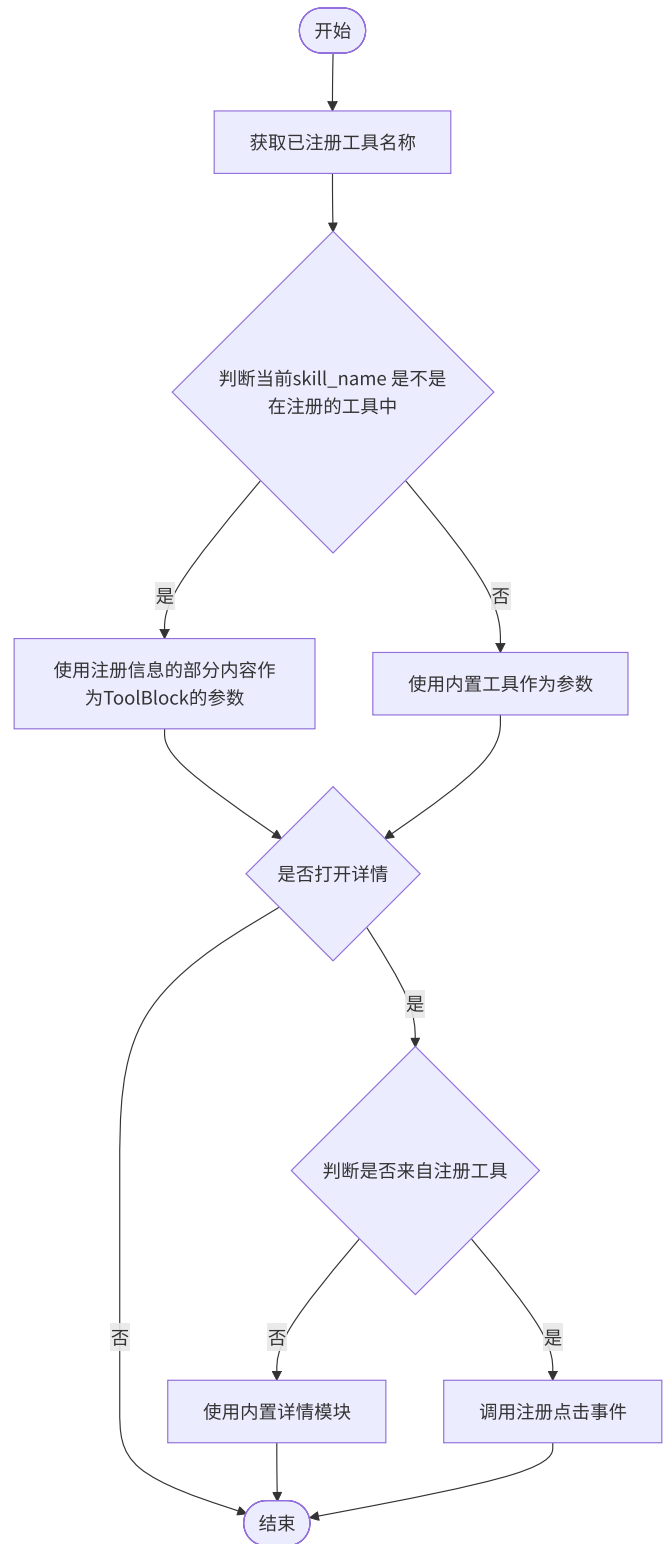 开始
获取已注册工具名称
判断当前skill_name 是不是
在注册的工具中
是
否
使用注册信息的部分内容作
为ToolBlock的参数
使用内置工具作为参数
是否打开详情
是
判断是否来自注册工具
否
否
是
使用内置详情模块
调用注册点击事件
结束